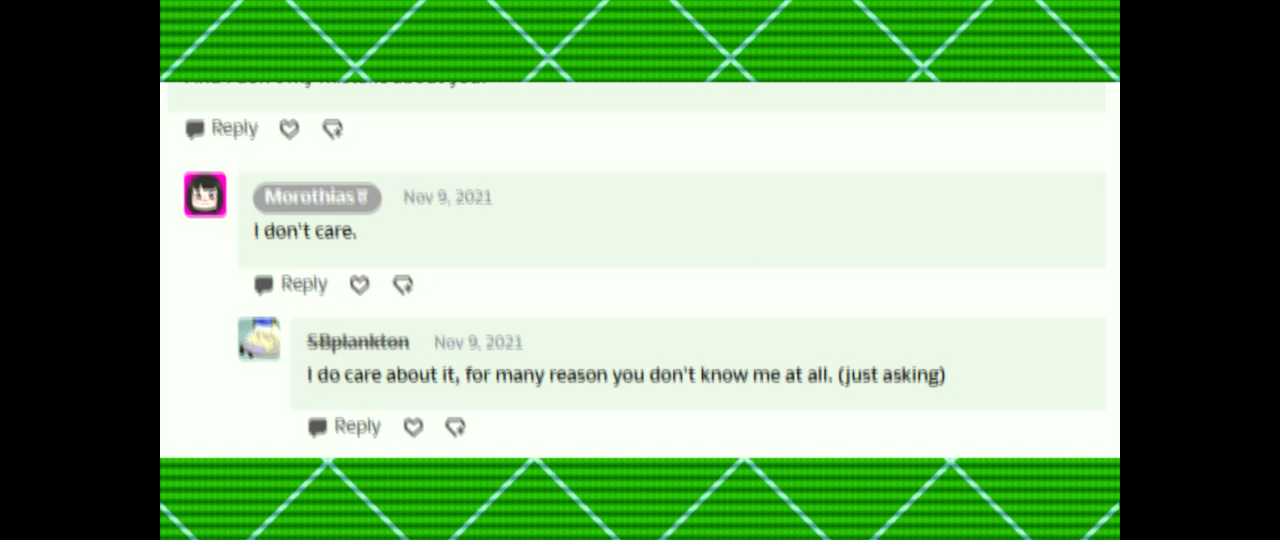 Reply
Morothias Nov 9, 2021
I don't care.
Reply
SBplankton Nov 9, 2021
I do care about it, for many reason you don't know me at all. (just asking)
Reply